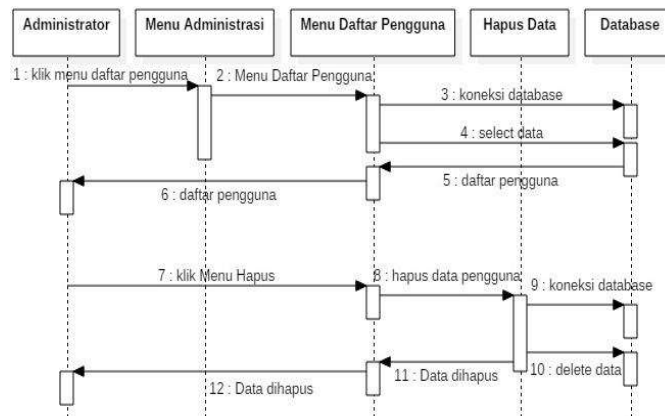 Administrator
Menu Administrasi
Menu Daftar Pengguna
Hapus Data
Database
1 : klik menu daftar pengguna
2 : Menu Daftar Pengguna
3 : koneksi database
4 : select data
5 : daftar pengguna
6 : daftar pengguna
7 : klik Menu Hapus
8 : hapus data pengguna
9 : koneksi database
10 : delete data
11 : Data dihapus
12 : Data dihapus